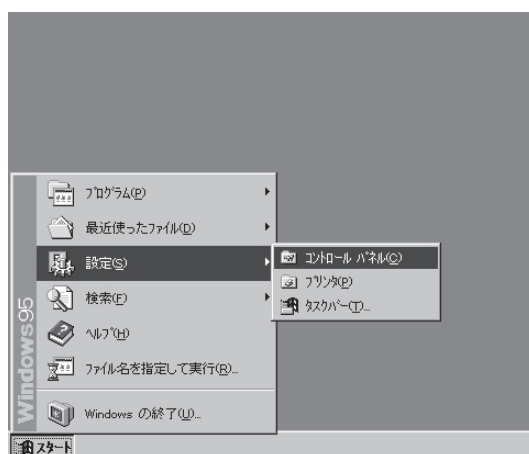 ﾌﾟﾛｸﾞﾗﾑ(P)
最近使ったﾌｧｲﾙ(D)
設定(S)
検索(F)
ﾍﾙﾌﾟ(H)
ﾌｧｲﾙ名を指定して実行(R)...
Windows の終了(U)...
ｺﾝﾄﾛｰﾙ ﾊﾟﾈﾙ(C)
ﾌﾟﾘﾝﾀ(P)
ﾀｽｸﾊﾞｰ(T)...
Windows95
ｽﾀｰﾄ